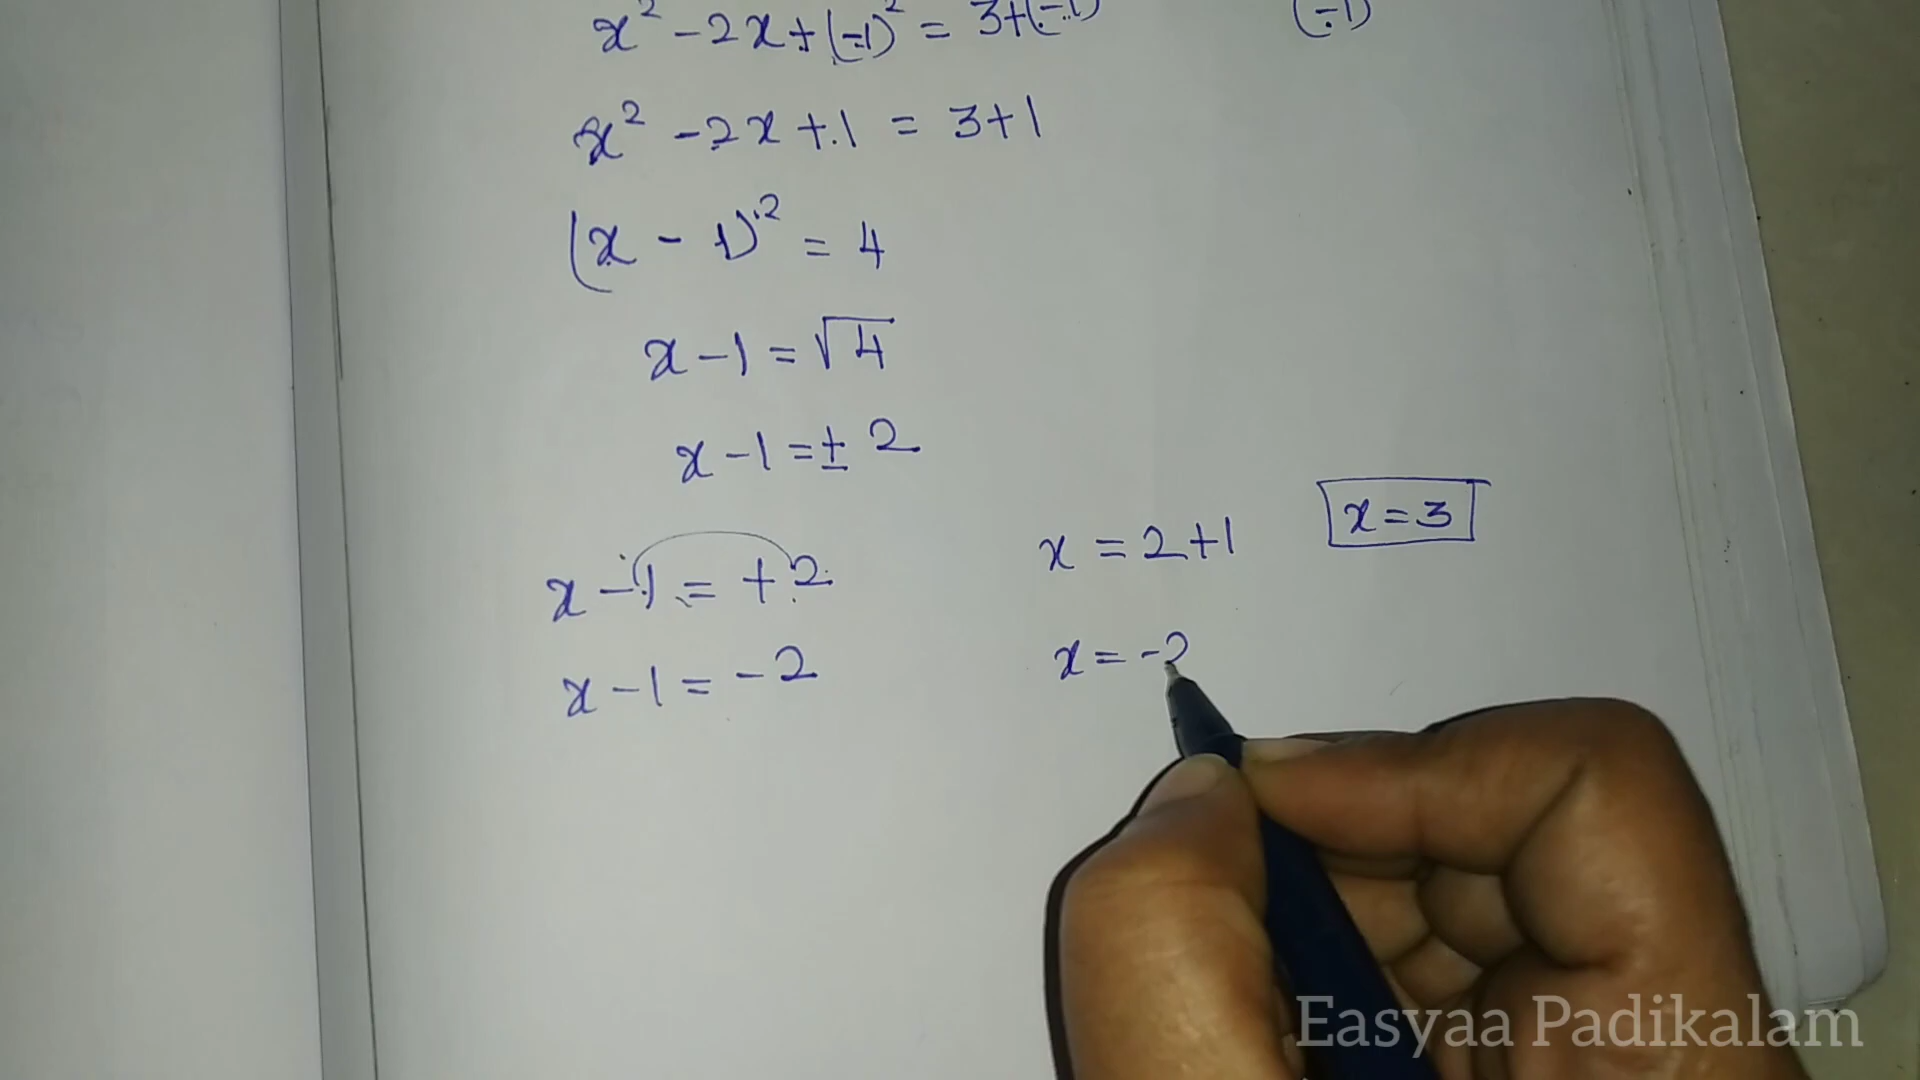 x² - 2x + (-1)² = 3 + (-1) (-1)
x² - 2x + 1 = 3+1
(x - 1)² = 4
x - 1 = √4
x - 1 = ± 2
x - 1 = + 2 x = 2+1 x = 3
x - 1 = - 2 x = -2
Easyaa Padikalam